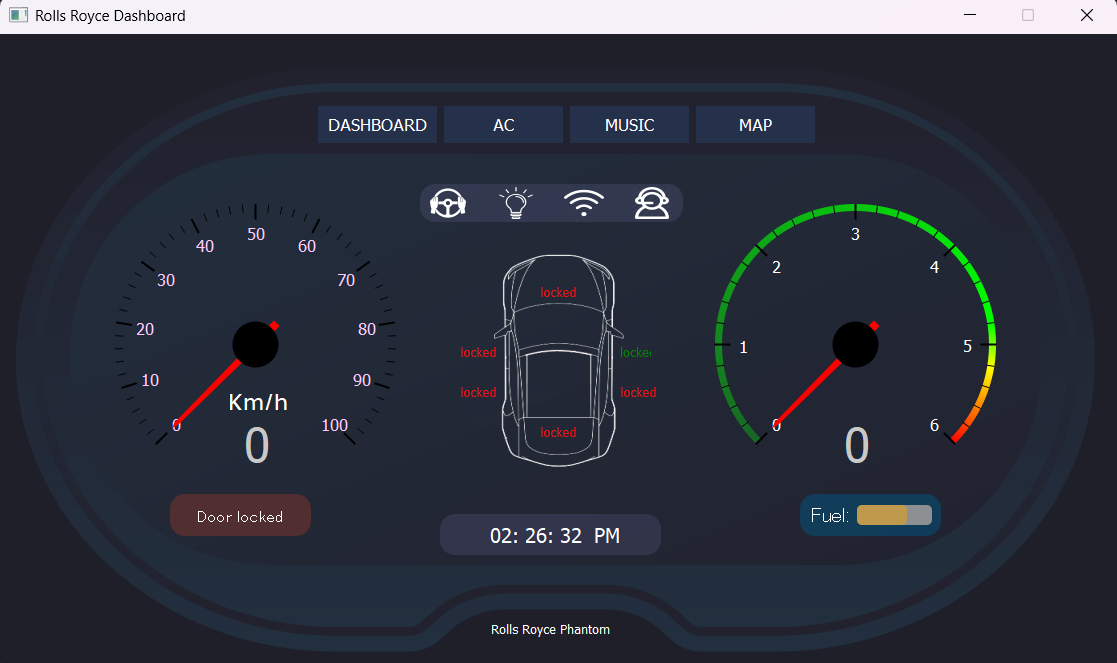 Rolls Royce Dashboard
DASHBOARD AC MUSIC MAP
0 10 20 30 40 50 60 70 80 90 100
Km/h
0
locked
locked locker
locked locked
locked
0 1 2 3 4 5 6
0
Door locked
02: 26: 32 PM
Fuel:
Rolls Royce Phantom